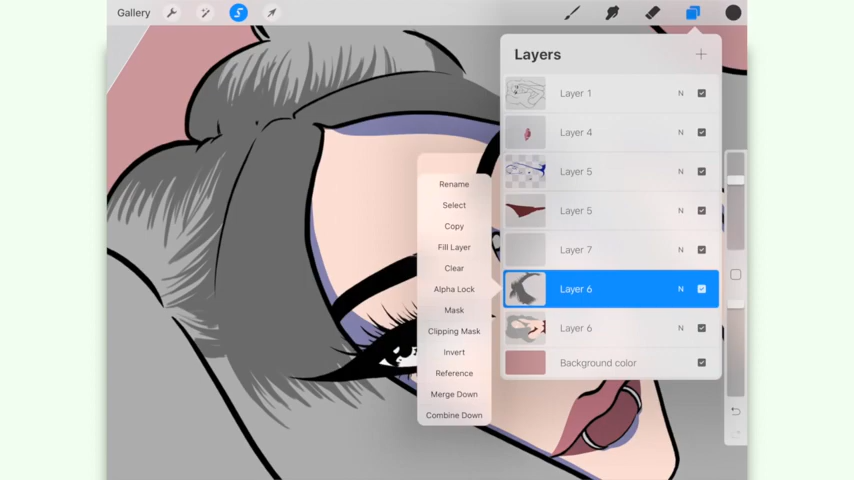 Gallery
Layers
Layer 1 N
Layer 4 N
Layer 5 N
Layer 5 N
Layer 7 N
Layer 6 N
Layer 6 N
Background color
Rename
Select
Copy
Fill Layer
Clear
Alpha Lock
Mask
Clipping Mask
Invert
Reference
Merge Down
Combine Down